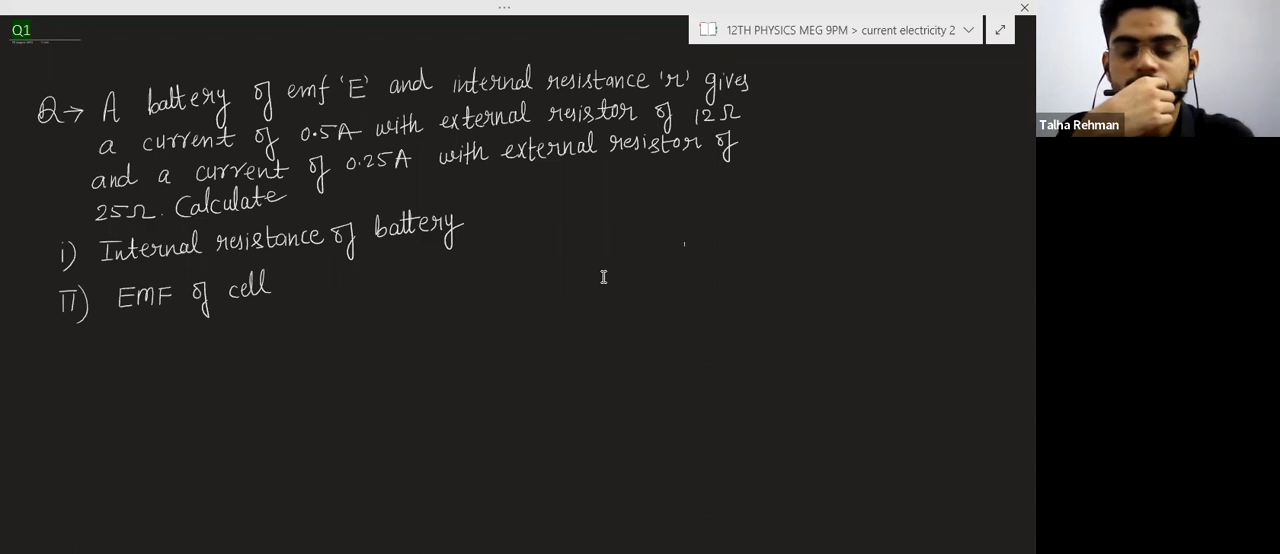 Q1
12TH PHYSICS MEG 9PM > current electricity 2
Talha Rehman
Q→ A battery of emf 'E' and internal resistance 'r' gives
a current of 0.5A with external resistor of 12Ω
and a current of 0.25A with external resistor of
25Ω. Calculate
i) Internal resistance of battery
II) EMF of cell